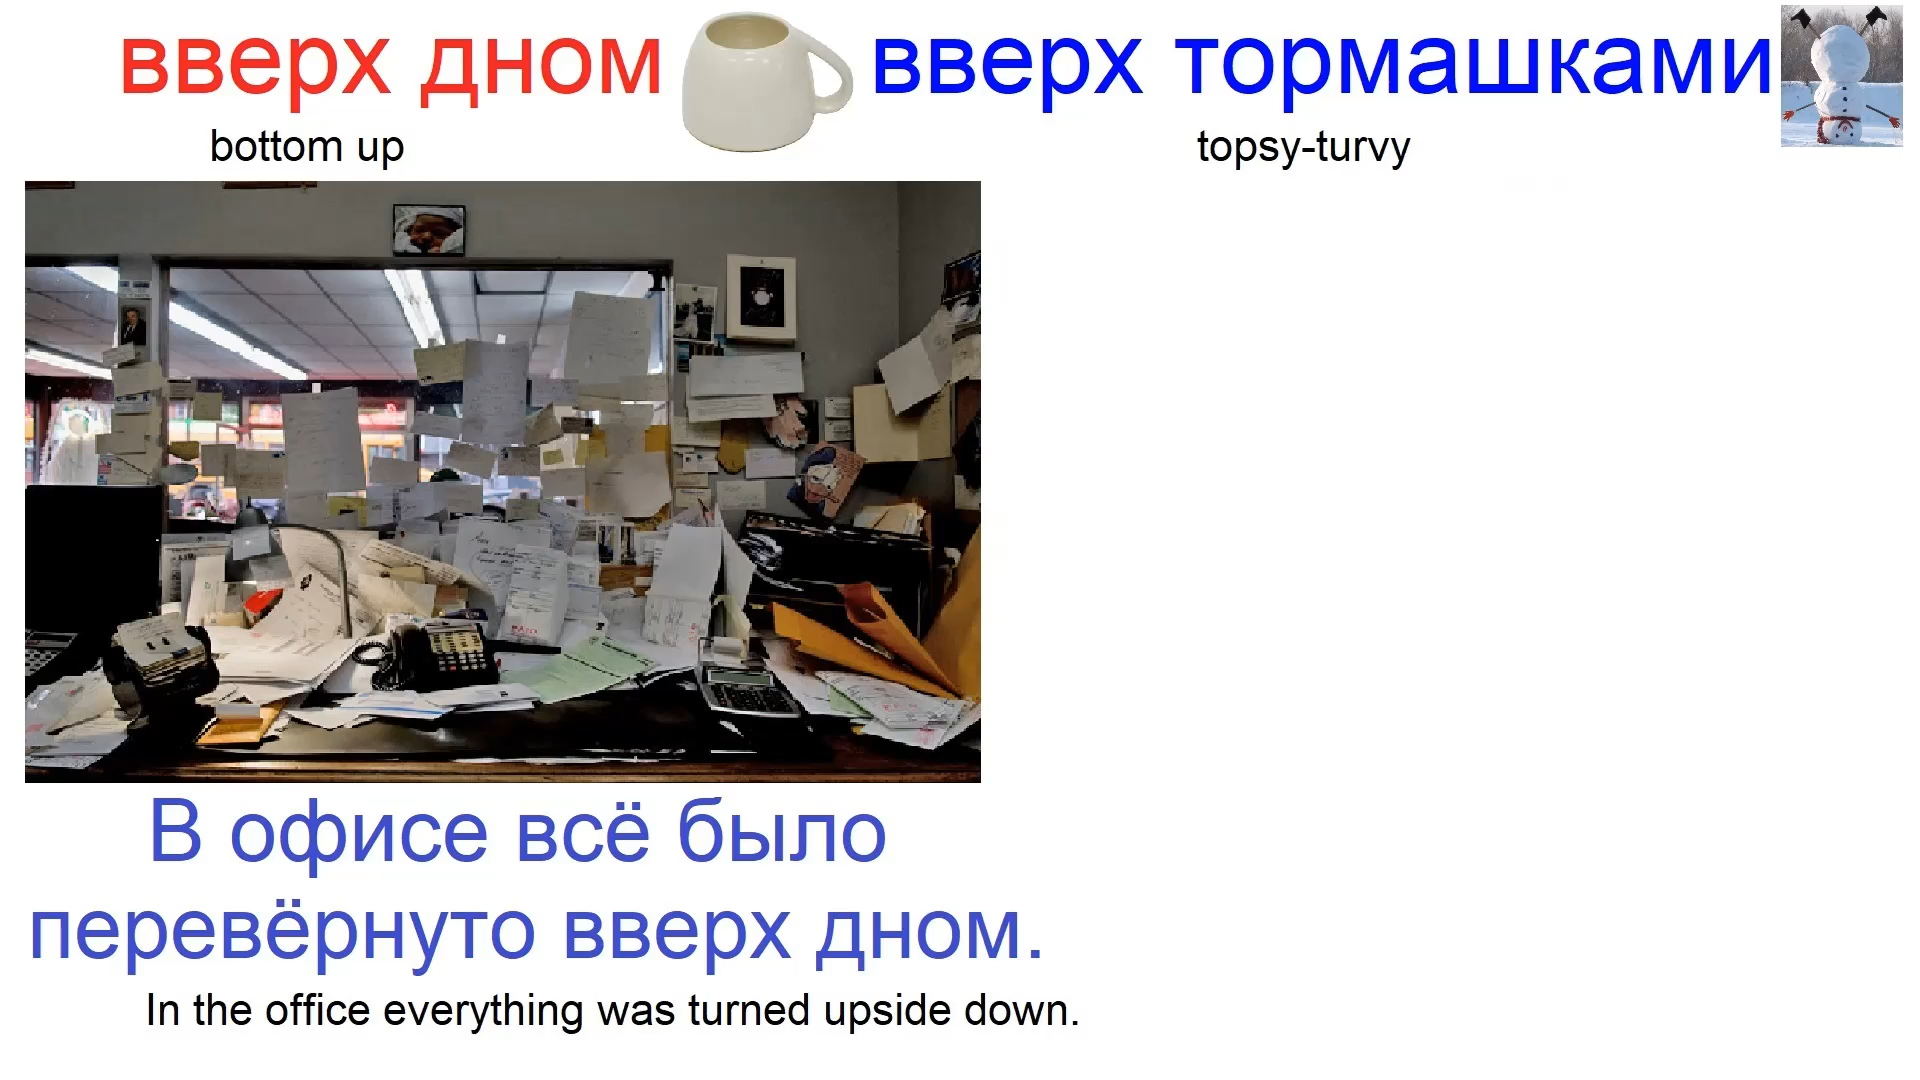 вверх дном
вверх тормашками
bottom up
topsy-turvy
В офисе всё было
перевёрнуто вверх дном.
In the office everything was turned upside down.